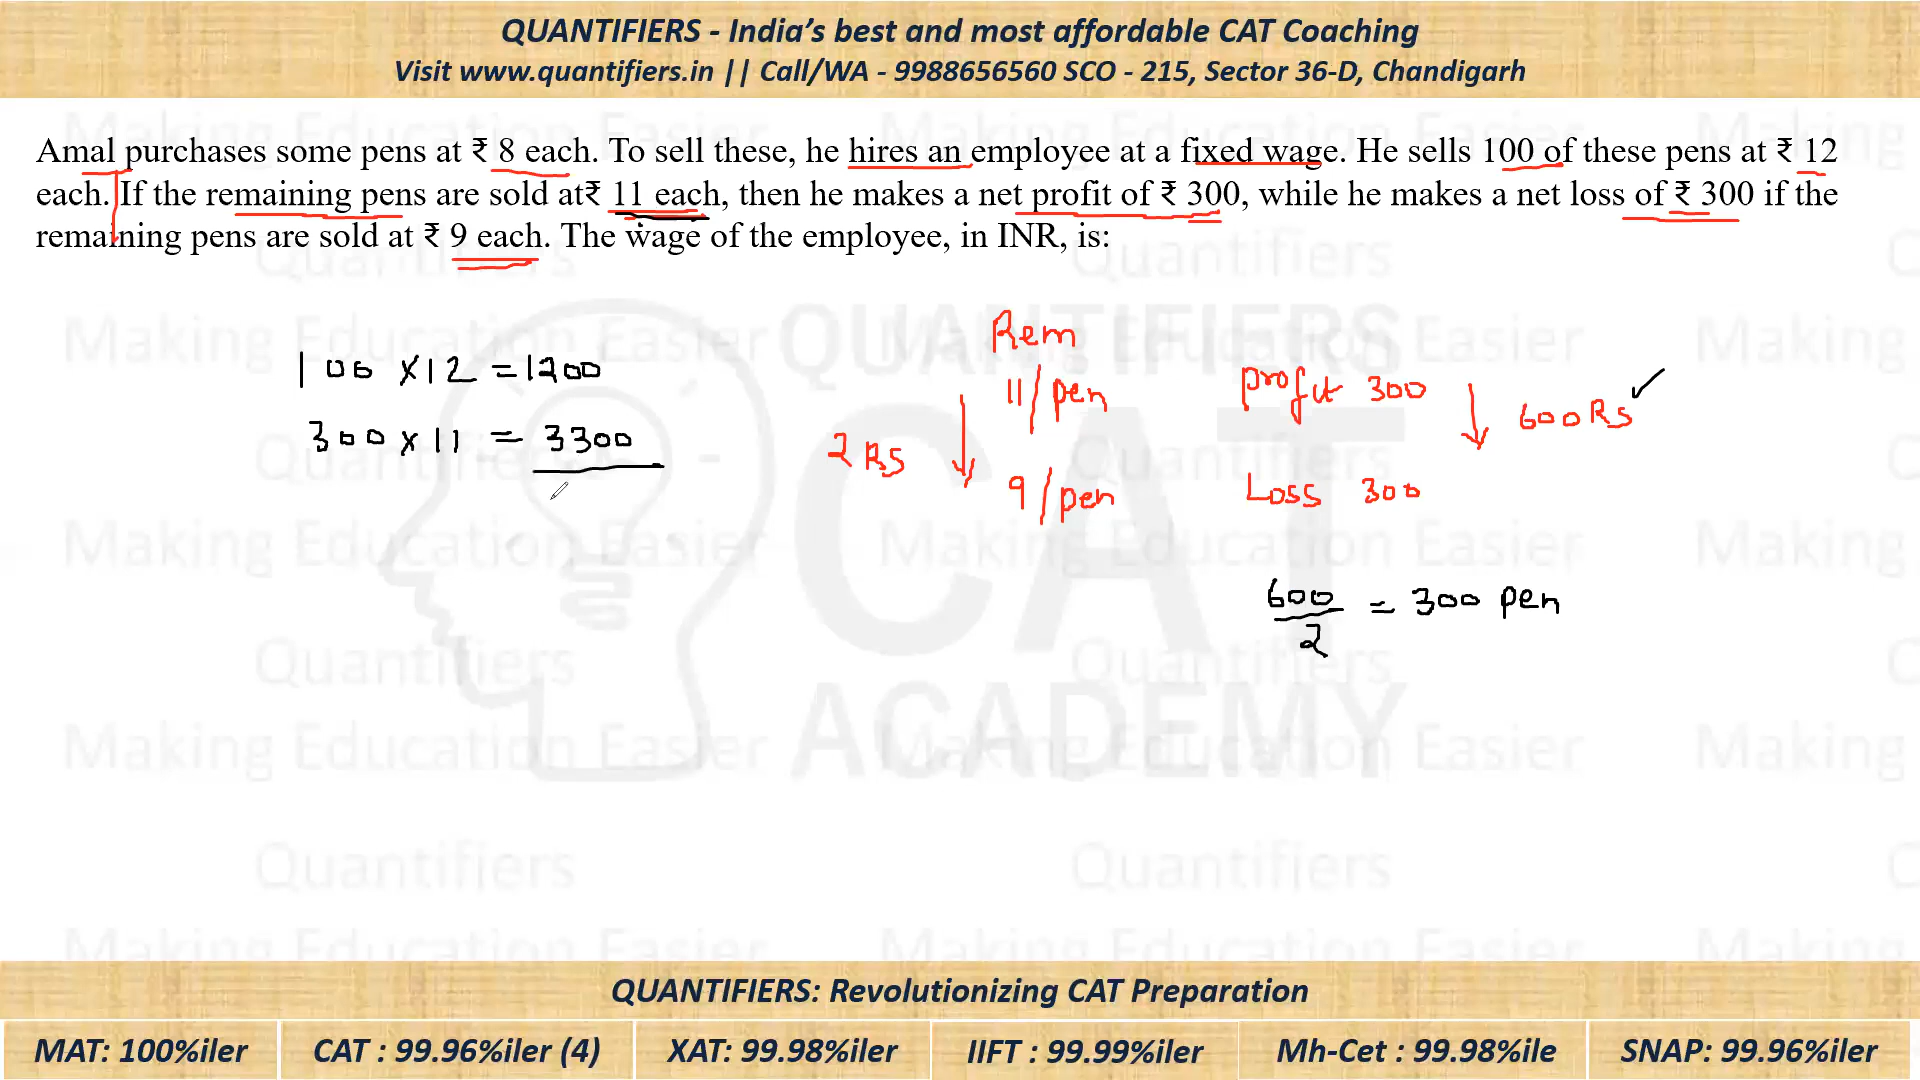 QUANTIFIERS - India's best and most affordable CAT Coaching
Visit www.quantifiers.in || Call/WA - 9988656560 SCO - 215, Sector 36-D, Chandigarh
Amal purchases some pens at ₹ 8 each. To sell these, he hires an employee at a fixed wage. He sells 100 of these pens at ₹ 12
each. If the remaining pens are sold at₹ 11 each, then he makes a net profit of ₹ 300, while he makes a net loss of ₹ 300 if the
remaining pens are sold at ₹ 9 each. The wage of the employee, in INR, is:
100 × 12 = 1200
300 × 11 = 3300
Rem
11/pen
2 Rs
9/pen
Profit 300
600 Rs
Loss 300
600/2 = 300 pen
QUANTIFIERS
CAT
ACADEMY
Making Education Easier
Quantifiers
QUANTIFIERS: Revolutionizing CAT Preparation
MAT: 100%iler
CAT : 99.96%iler (4)
XAT: 99.98%iler
IIFT : 99.99%iler
Mh-Cet : 99.98%ile
SNAP: 99.96%iler